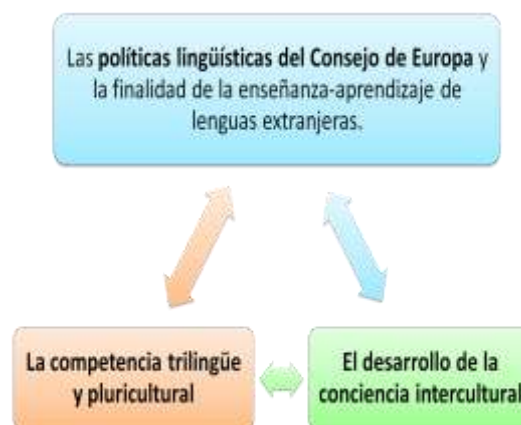 Las políticas lingüísticas del Consejo de Europa y
la finalidad de la enseñanza-aprendizaje de
lenguas extranjeras.
La competencia trilingüe
y pluricultural
El desarrollo de la
conciencia intercultural